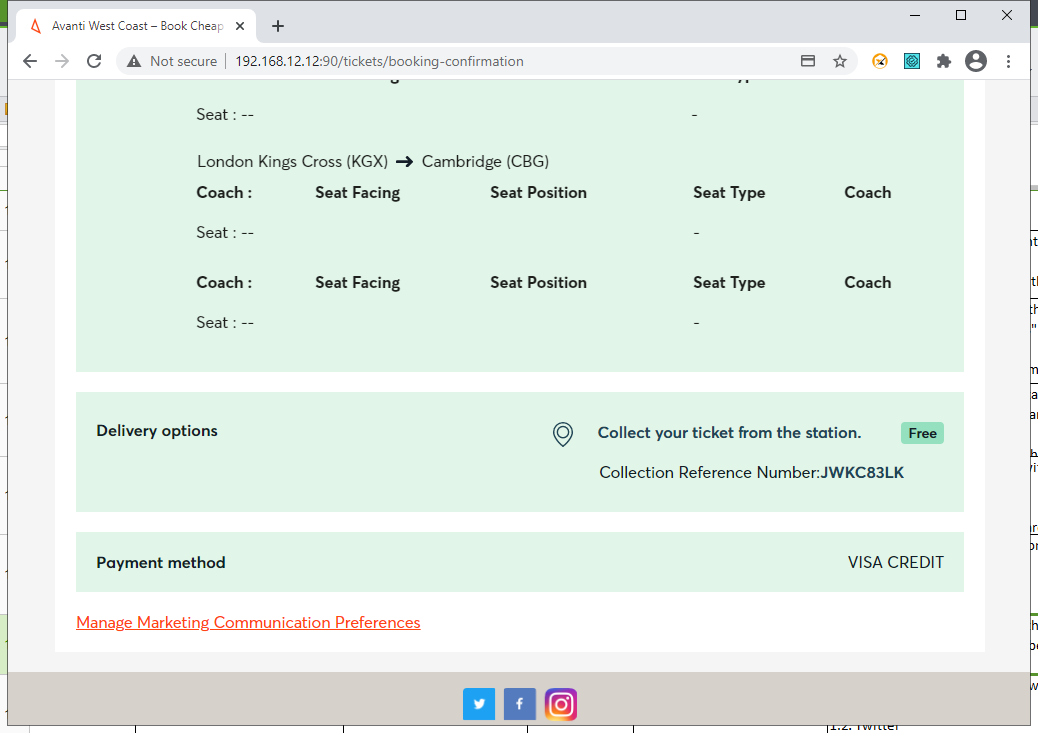 Avanti West Coast – Book Cheap
Not secure 192.168.12.12:90/tickets/booking-confirmation
Seat : -- -
London Kings Cross (KGX) → Cambridge (CBG)
Coach : Seat Facing Seat Position Seat Type Coach
Seat : -- -
Coach : Seat Facing Seat Position Seat Type Coach
Seat : -- -
Delivery options
Collect your ticket from the station. Free
Collection Reference Number:JWKC83LK
Payment method VISA CREDIT
Manage Marketing Communication Preferences
1.2. Twitter